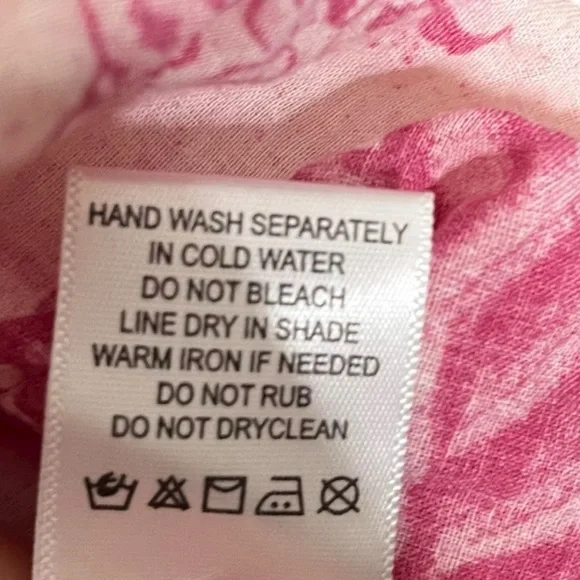 HAND WASH SEPARATELY
IN COLD WATER
DO NOT BLEACH
LINE DRY IN SHADE
WARM IRON IF NEEDED
DO NOT RUB
DO NOT DRYCLEAN